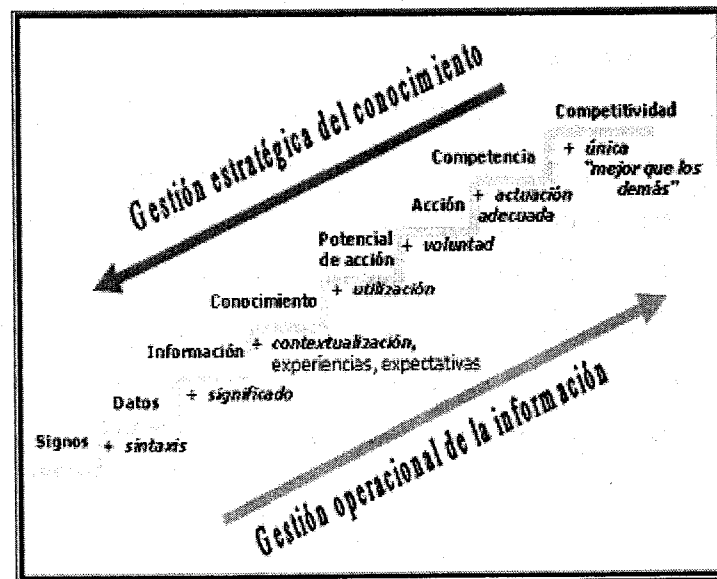 Gestión estratégica del conocimiento
Competitividad
+ única
"mejor que los
demás"
Competencia
+ actuación
adecuada
Acción
+ voluntad
Potencial
de acción
+ utilización
Conocimiento
+ contextualización,
experiencias, expectativas
Información
+ significado
Datos
+ sintaxis
Signos
Gestión operacional de la información